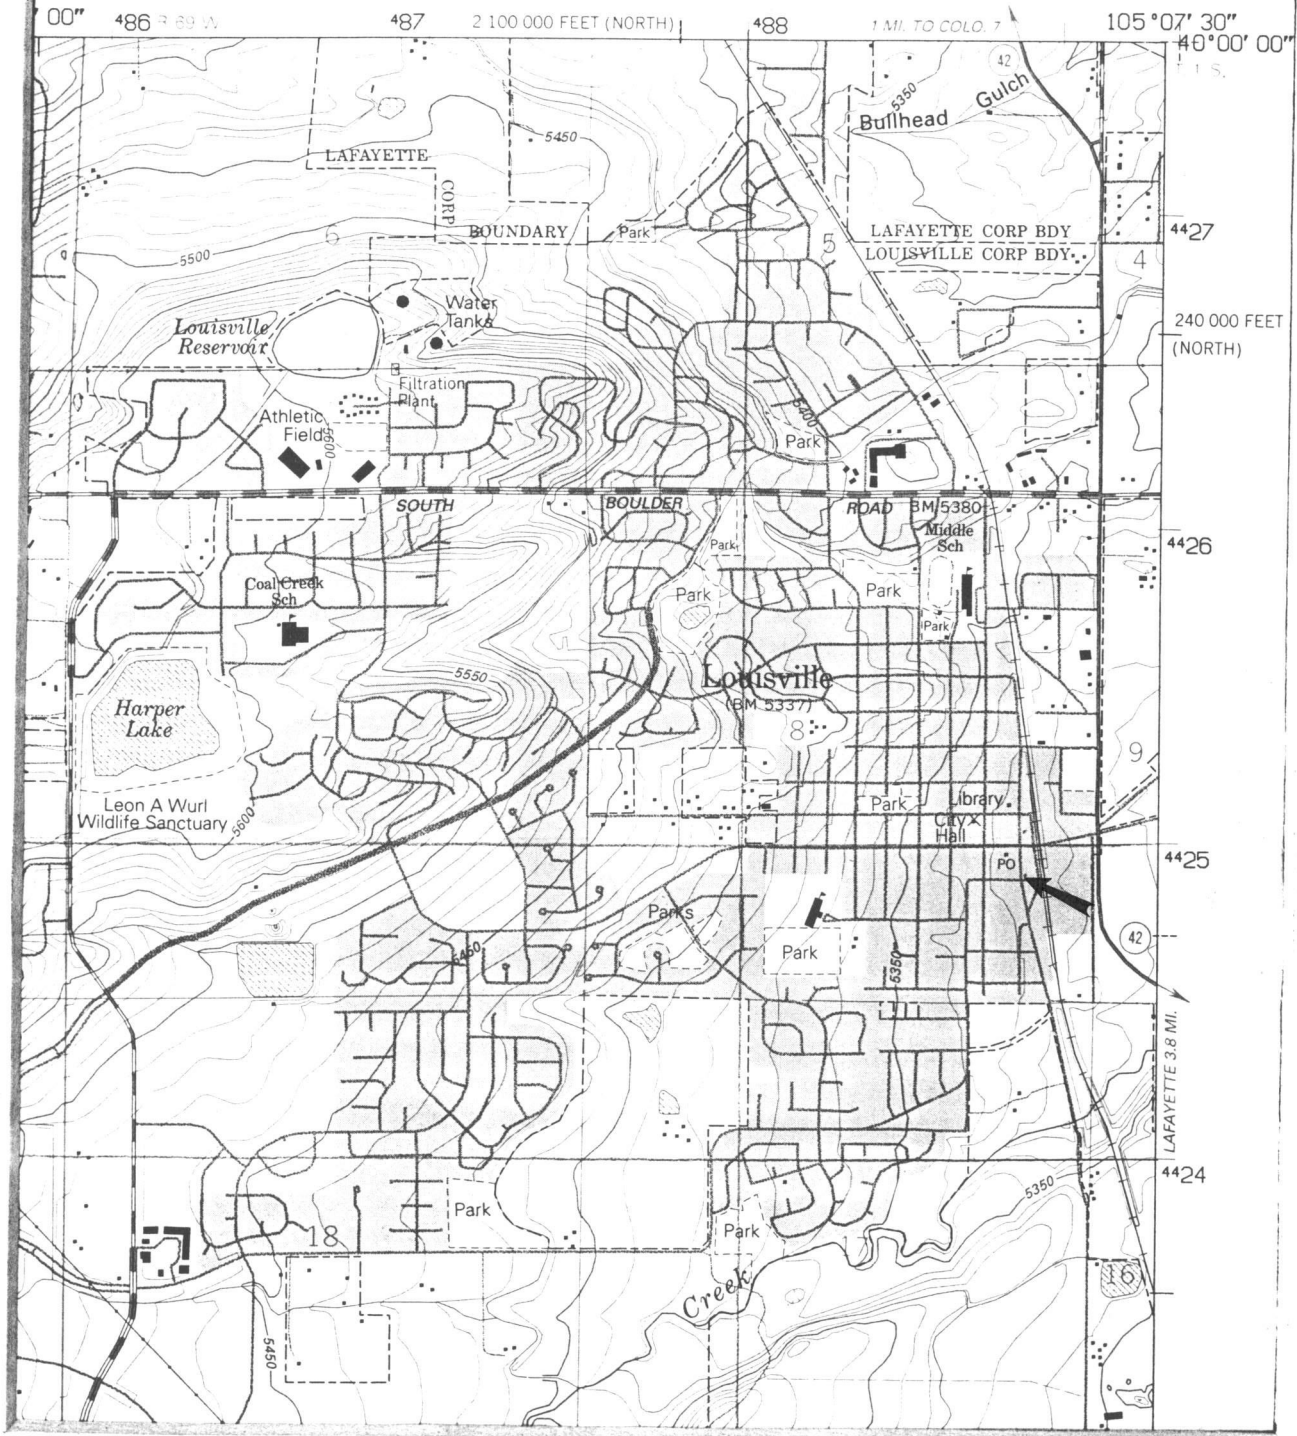 00"
486
R 69 W
487
2 100 000 FEET (NORTH)
488
1 MI. TO COLO. 7
105°07' 30"
40°00' 00"
42
5350
Gulch
Bullhead
5450
LAFAYETTE
CORP
BOUNDARY
Park
LAFAYETTE CORP BDY
LOUISVILLE CORP BDY
4427
6
5
4
5500
Water
Tanks
Louisville
Reservoir
240 000 FEET
(NORTH)
Filtration
Plant
Athletic
Field
5600
5400
Park
SOUTH
BOULDER
ROAD
BM 5380
Middle
Sch
Park
4426
Coal Creek
Sch
Park
Park
Park
5550
Louisville
(BM 5337)
Harper
Lake
7
8
9
Leon A Wurl
Wildlife Sanctuary
5600
Park
Library
City
Hall
4425
PO
Parks
42
5450
Park
5350
LAFAYETTE 3.8 MI.
4424
5350
Park
Park
18
16
Creek
5450